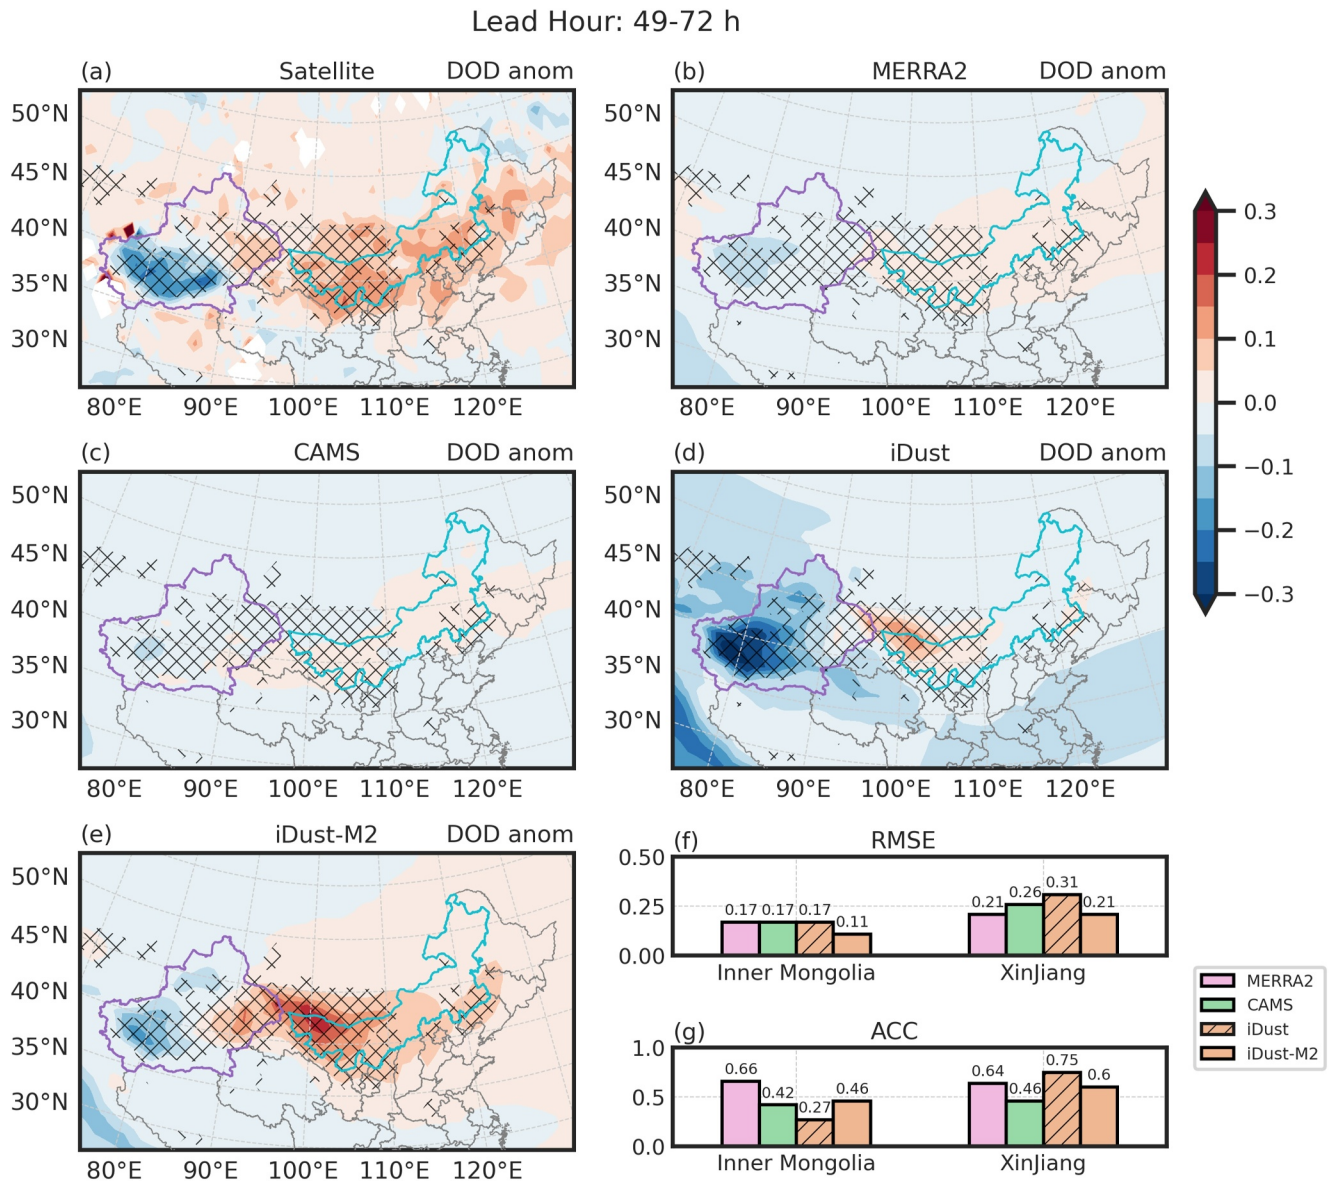 Lead Hour: 49-72 h
(a) Satellite DOD anom
50°N
45°N
40°N
35°N
30°N
80°E 90°E 100°E 110°E 120°E
(b) MERRA2 DOD anom
50°N
45°N
40°N
35°N
30°N
80°E 90°E 100°E 110°E 120°E
(c) CAMS DOD anom
50°N
45°N
40°N
35°N
30°N
80°E 90°E 100°E 110°E 120°E
(d) iDust DOD anom
50°N
45°N
40°N
35°N
30°N
80°E 90°E 100°E 110°E 120°E
0.3
0.2
0.1
0.0
−0.1
−0.2
−0.3
(e) iDust-M2 DOD anom
50°N
45°N
40°N
35°N
30°N
80°E 90°E 100°E 110°E 120°E
(f) RMSE
0.50
0.25
0.00
0.17 0.17 0.17 0.11
0.21 0.26 0.31 0.21
Inner Mongolia XinJiang
(g) ACC
1.0
0.5
0.0
0.66 0.42 0.27 0.46
0.64 0.46 0.75 0.6
Inner Mongolia XinJiang
MERRA2
CAMS
iDust
iDust-M2